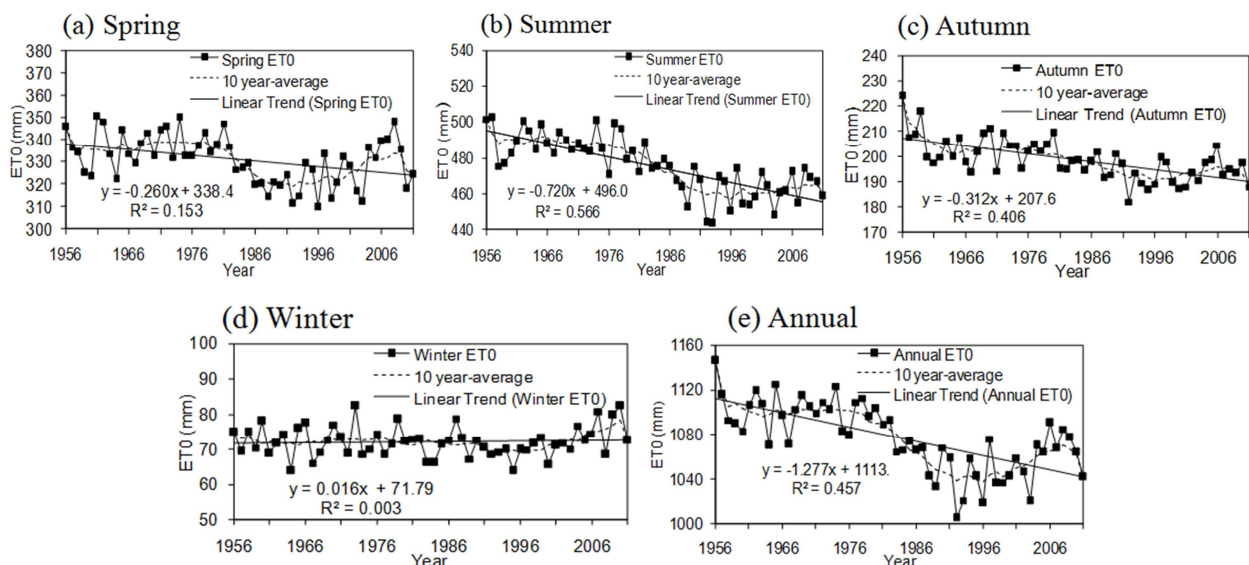 (a) Spring
380
370
360
350
340
330
320
310
300
ET0 (mm)
Spring ET0
10 year-average
Linear Trend (Spring ET0)
y = -0.260x + 338.4
R² = 0.153
1956 1966 1976 1986 1996 2006
Year
(b) Summer
540
520
500
480
460
440
ET0 (mm)
Summer ET0
10 year-average
Linear Trend (Summer ET0)
y = -0.720x + 496.0
R² = 0.566
1956 1966 1976 1986 1996 2006
Year
(c) Autumn
240
230
220
210
200
190
180
170
ET0 (mm)
Autumn ET0
10 year-average
Linear Trend (Autumn ET0)
y = -0.312x + 207.6
R² = 0.406
1956 1966 1976 1986 1996 2006
Year
(d) Winter
100
90
80
70
60
50
ET0 (mm)
Winter ET0
10 year-average
Linear Trend (Winter ET0)
y = 0.016x + 71.79
R² = 0.003
1956 1966 1976 1986 1996 2006
Year
(e) Annual
1160
1120
1080
1040
1000
ET0 (mm)
Annual ET0
10 year-average
Linear Trend (Annual ET0)
y = -1.277x + 1113.
R² = 0.457
1956 1966 1976 1986 1996 2006
Year